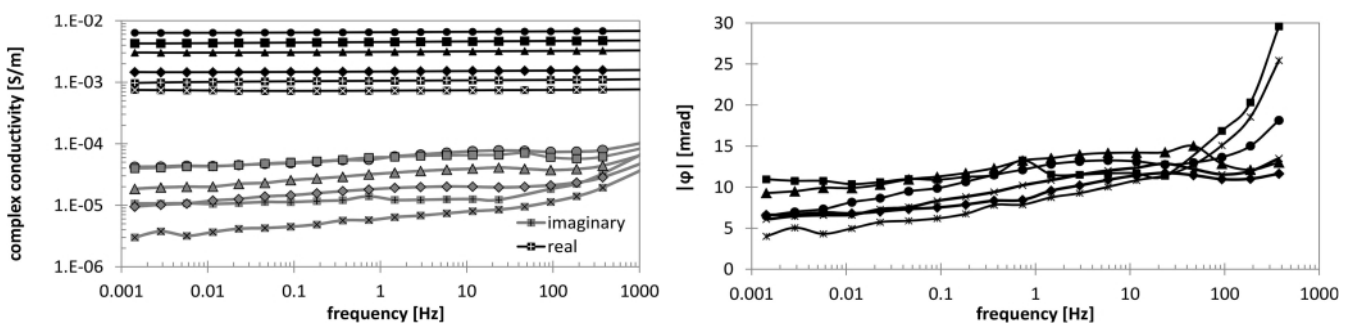 complex conductivity [S/m]
1.E-02
1.E-03
1.E-04
1.E-05
1.E-06
imaginary
real
0.001 0.01 0.1 1 10 100 1000
frequency [Hz]
|φ| [mrad]
30
25
20
15
10
5
0
0.001 0.01 0.1 1 10 100 1000
frequency [Hz]